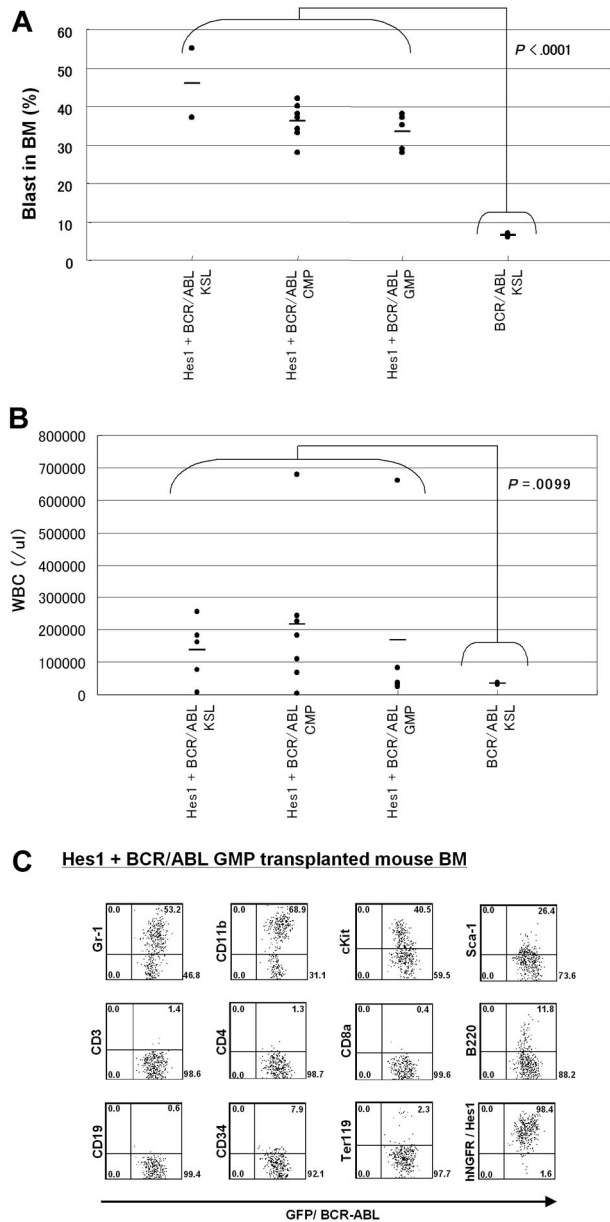 A
60
50
40
30
20
10
0
Blast in BM (%)
P <.0001
Hes1 + BCR/ABL KSL
Hes1 + BCR/ABL CMP
Hes1 + BCR/ABL GMP
BCR/ABL KSL
B
800000
700000
600000
500000
400000
300000
200000
100000
0
WBC (/ul)
P =.0099
Hes1 + BCR/ABL KSL
Hes1 + BCR/ABL CMP
Hes1 + BCR/ABL GMP
BCR/ABL KSL
C Hes1 + BCR/ABL GMP transplanted mouse BM
Gr-1 0.0 53.2 0.0 46.8
CD11b 0.0 68.9 0.0 31.1
cKit 0.0 40.5 0.0 59.5
Sca-1 0.0 26.4 0.0 73.6
CD3 0.0 1.4 0.0 98.6
CD4 0.0 1.3 0.0 98.7
CD8a 0.0 0.4 0.0 99.6
B220 0.0 11.8 0.0 88.2
CD19 0.0 0.6 0.0 99.4
CD34 0.0 7.9 0.0 92.1
Ter119 0.0 2.3 0.0 97.7
hNGFR / Hes1 0.0 98.4 0.0 1.6
GFP/ BCR-ABL